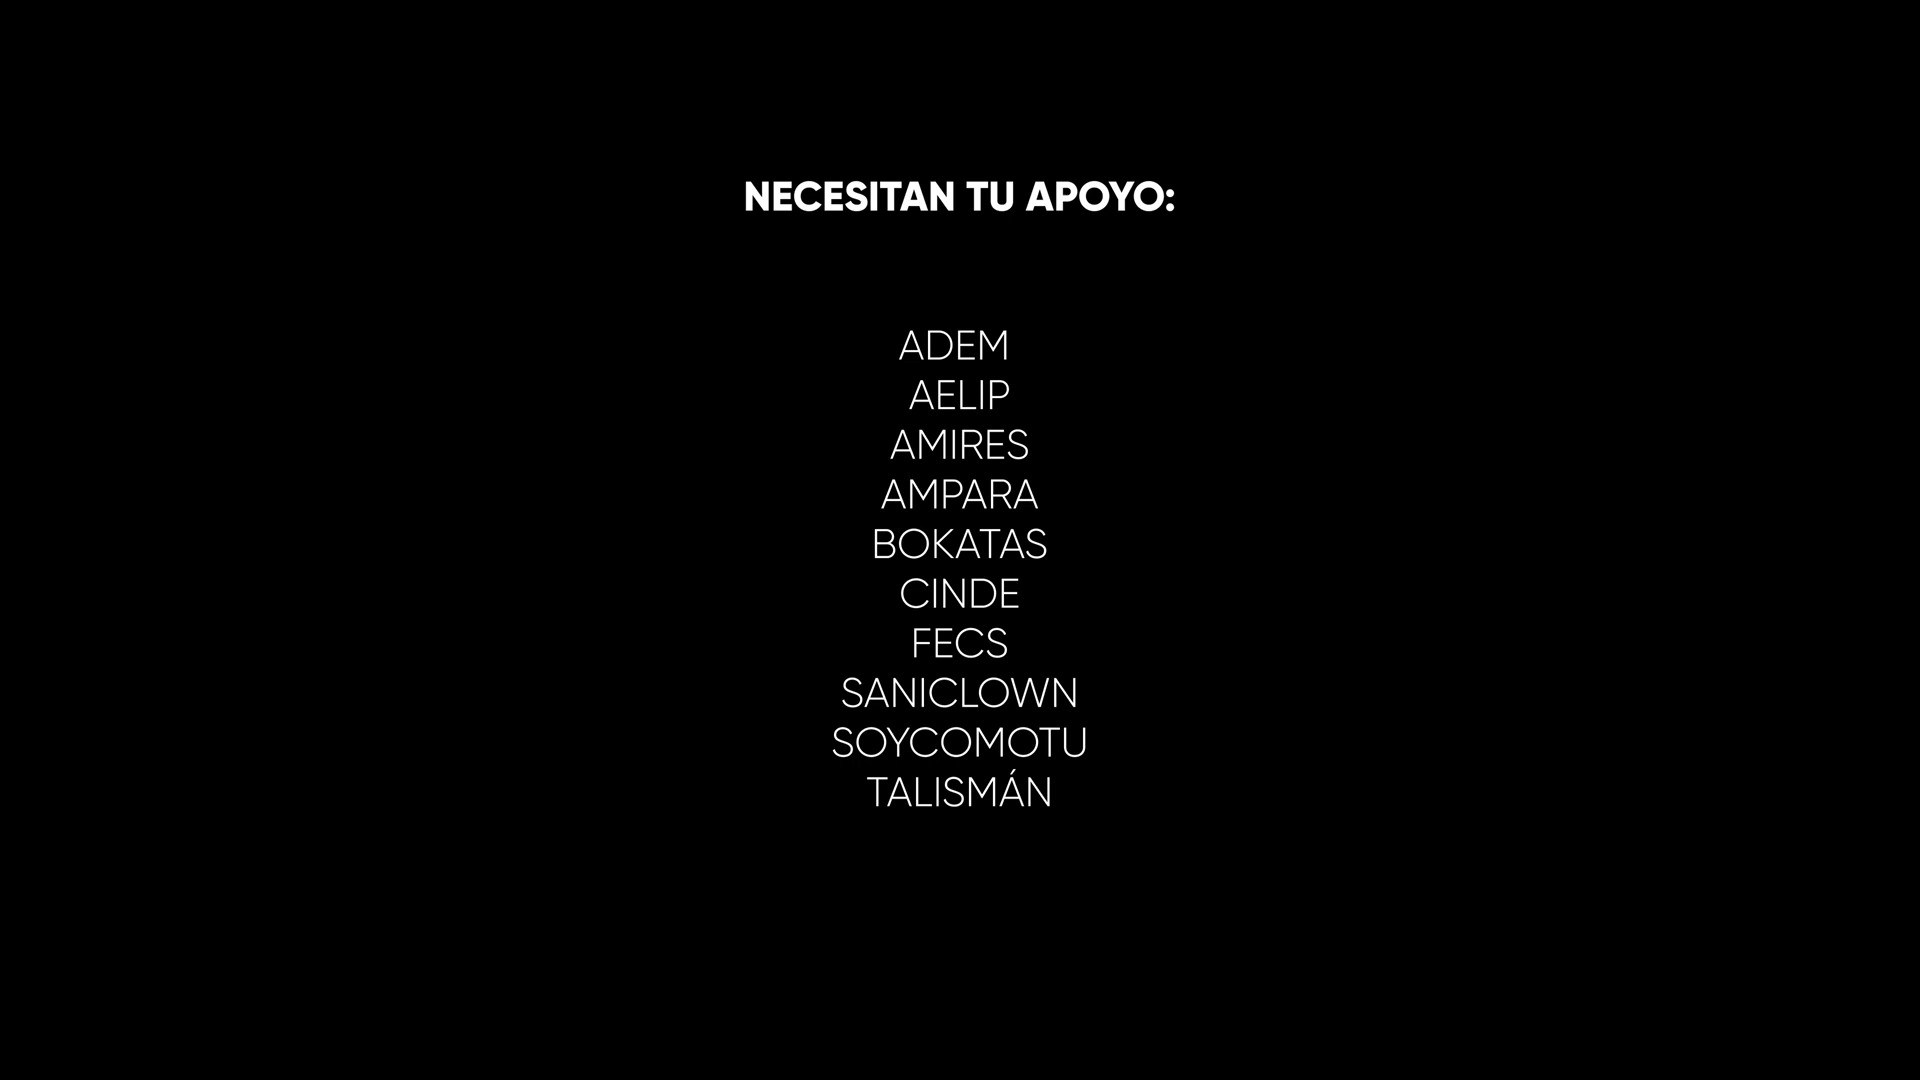 NECESITAN TU APOYO:
ADEM
AELIP
AMIRES
AMPARA
BOKATAS
CINDE
FECS
SANICLOWN
SOYCOMOTU
TALISMÁN